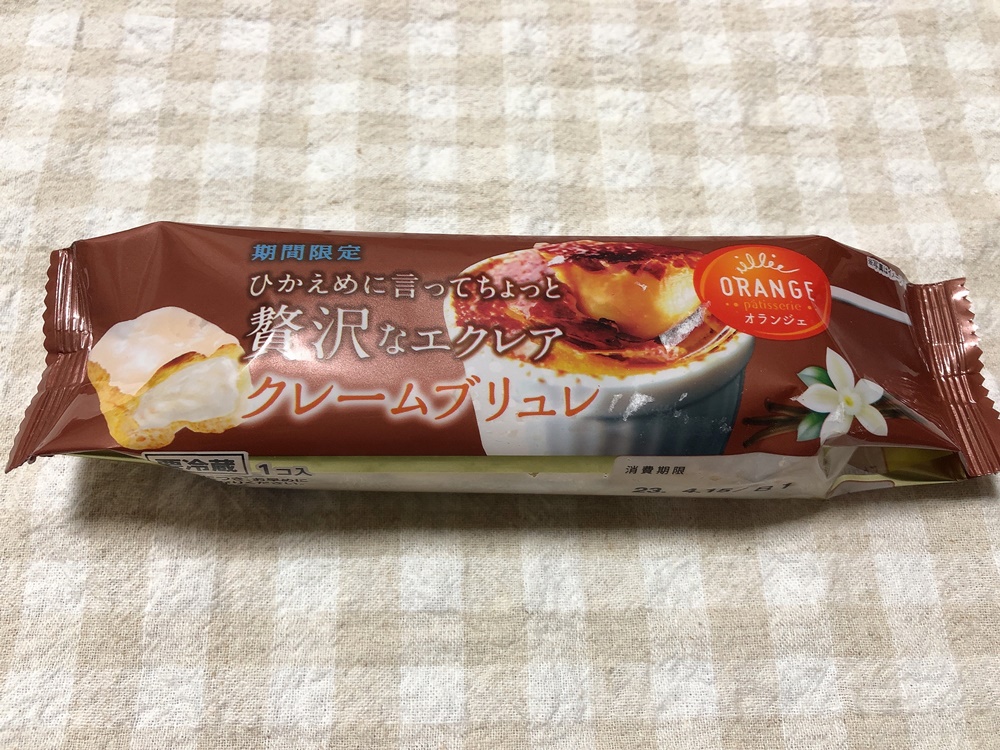 期間限定
ひかえめに言ってちょっと
贅沢なエクレア
クレームブリュレ
ORANGE
pâtisserie
オランジェ
要冷蔵 1コ入
消費期限
23. 4.15/B1